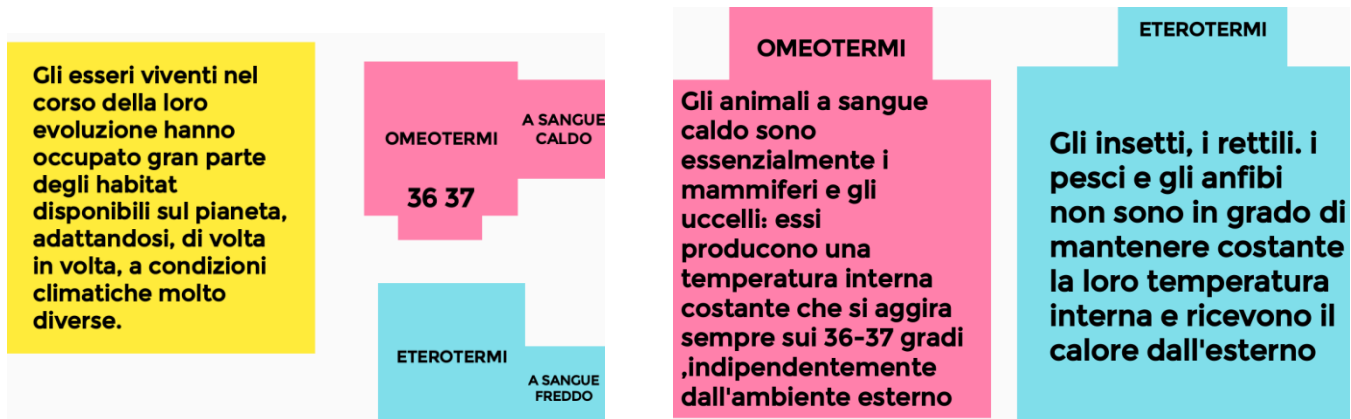 Gli esseri viventi nel
corso della loro
evoluzione hanno
occupato gran parte
degli habitat
disponibili sul pianeta,
adattandosi, di volta
in volta, a condizioni
climatiche molto
diverse.
OMEOTERMI
36 37
A SANGUE
CALDO
ETEROTERMI
A SANGUE
FREDDO
OMEOTERMI
Gli animali a sangue
caldo sono
essenzialmente i
mammiferi e gli
uccelli: essi
producono una
temperatura interna
costante che si aggira
sempre sui 36-37 gradi
,indipendentemente
dall'ambiente esterno
ETEROTERMI
Gli insetti, i rettili. i
pesci e gli anfibi
non sono in grado di
mantenere costante
la loro temperatura
interna e ricevono il
calore dall'esterno